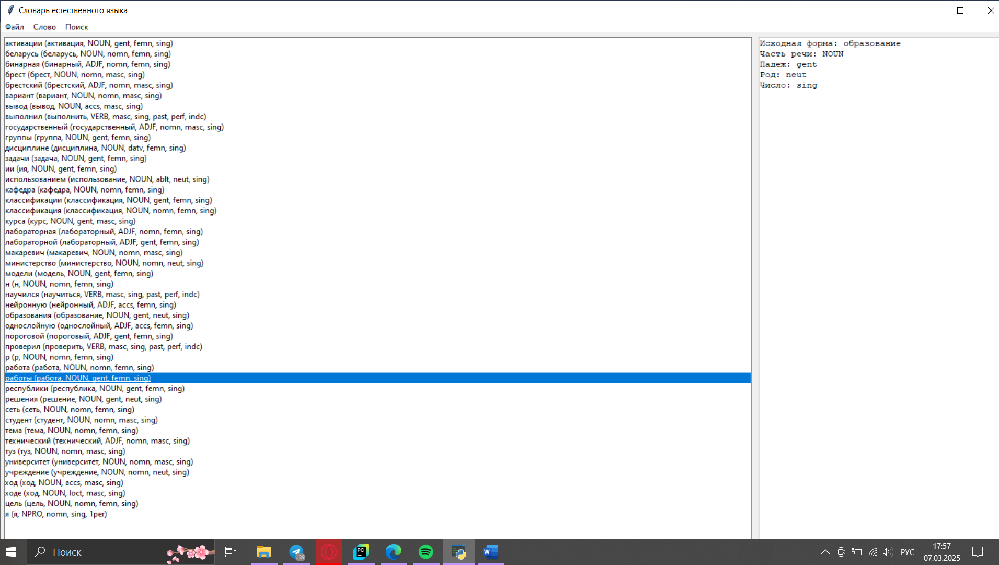 Словарь естественного языка
Файл Слово Поиск
активации (активация, NOUN, gent, femn, sing)
беларусь (беларусь, NOUN, nomn, femn, sing)
бинарная (бинарный, ADJF, nomn, femn, sing)
брест (брест, NOUN, nomn, masc, sing)
брестский (брестский, ADJF, nomn, masc, sing)
вариант (вариант, NOUN, nomn, masc, sing)
вывод (вывод, NOUN, accs, masc, sing)
выполнил (выполнить, VERB, masc, sing, past, perf, indc)
государственный (государственный, ADJF, nomn, masc, sing)
группы (группа, NOUN, gent, femn, sing)
дисциплине (дисциплина, NOUN, datv, femn, sing)
задачи (задача, NOUN, gent, femn, sing)
ии (ия, NOUN, gent, femn, sing)
использованием (использование, NOUN, ablt, neut, sing)
кафедра (кафедра, NOUN, nomn, femn, sing)
классификации (классификация, NOUN, gent, femn, sing)
классификация (классификация, NOUN, nomn, femn, sing)
курса (курс, NOUN, gent, masc, sing)
лабораторная (лабораторный, ADJF, nomn, femn, sing)
лабораторной (лабораторный, ADJF, gent, femn, sing)
макаревич (макаревич, NOUN, nomn, masc, sing)
министерство (министерство, NOUN, nomn, neut, sing)
модели (модель, NOUN, gent, femn, sing)
н (н, NOUN, nomn, femn, sing)
научился (научиться, VERB, masc, sing, past, perf, indc)
нейронную (нейронный, ADJF, accs, femn, sing)
образования (образование, NOUN, gent, neut, sing)
однослойную (однослойный, ADJF, accs, femn, sing)
пороговой (пороговый, ADJF, gent, femn, sing)
проверил (проверить, VERB, masc, sing, past, perf, indc)
р (р, NOUN, nomn, femn, sing)
работа (работа, NOUN, nomn, femn, sing)
работы (работа, NOUN, gent, femn, sing)
республики (республика, NOUN, gent, femn, sing)
решения (решение, NOUN, gent, neut, sing)
сеть (сеть, NOUN, nomn, femn, sing)
студент (студент, NOUN, nomn, masc, sing)
тема (тема, NOUN, nomn, femn, sing)
технический (технический, ADJF, nomn, masc, sing)
туз (туз, NOUN, nomn, masc, sing)
университет (университет, NOUN, nomn, masc, sing)
учреждение (учреждение, NOUN, nomn, neut, sing)
ход (ход, NOUN, accs, masc, sing)
ходе (ход, NOUN, loct, masc, sing)
цель (цель, NOUN, nomn, femn, sing)
я (я, NPRO, nomn, sing, 1per)
Исходная форма: образование
Часть речи: NOUN
Падеж: gent
Род: neut
Число: sing
Поиск
..39
PC
W
РУС
17:57
07.03.2025